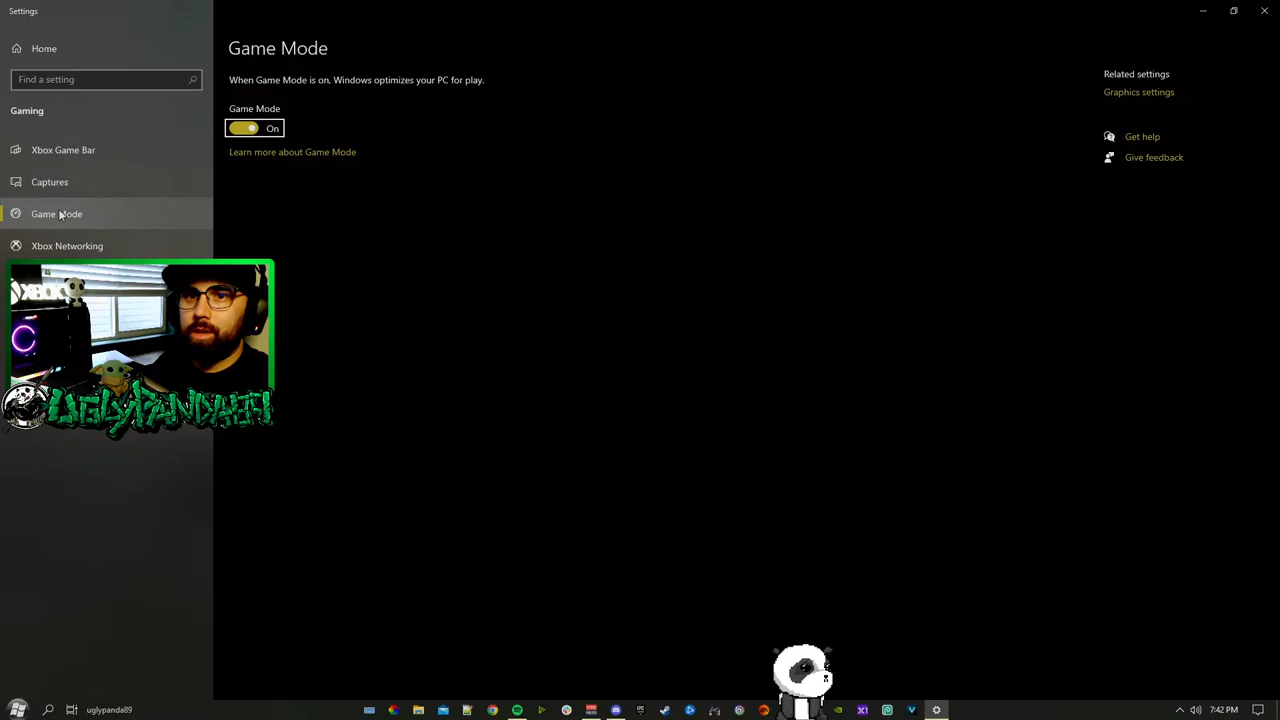 Settings
Home
Find a setting
Gaming
Xbox Game Bar
Captures
Game Mode
Xbox Networking
Game Mode
When Game Mode is on, Windows optimizes your PC for play.
Game Mode
On
Learn more about Game Mode
Related settings
Graphics settings
Get help
Give feedback
XBOX
UGLYPANDA89
uglypanda89
7:42 PM